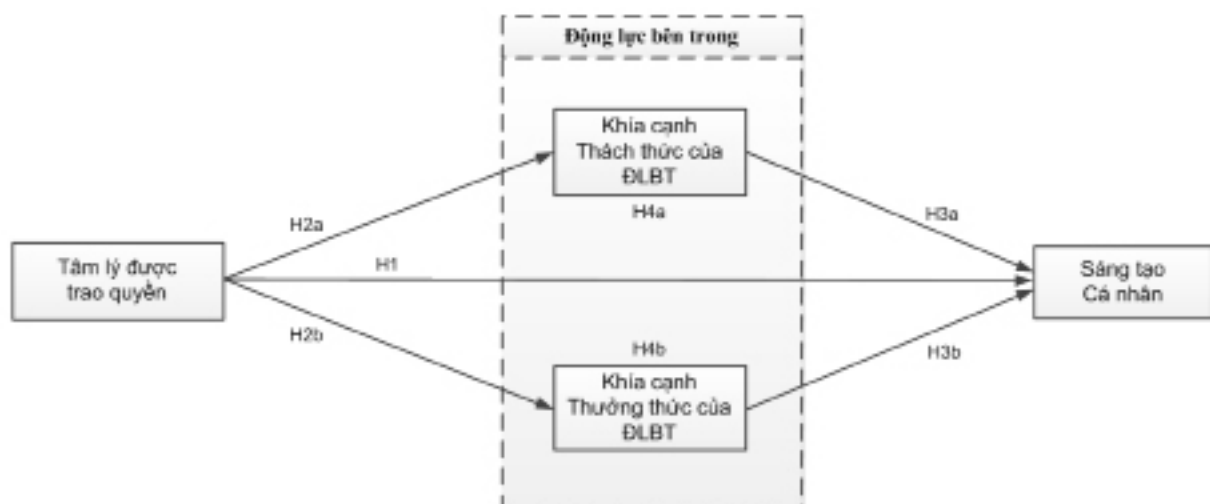 Động lực bên trong
Khía cạnh
Thách thức của
ĐLBT
H4a
H2a
H3a
Tâm lý được
trao quyền
H1
Sáng tạo
Cá nhân
H2b
H4b
H3b
Khía cạnh
Thưởng thức của
ĐLBT